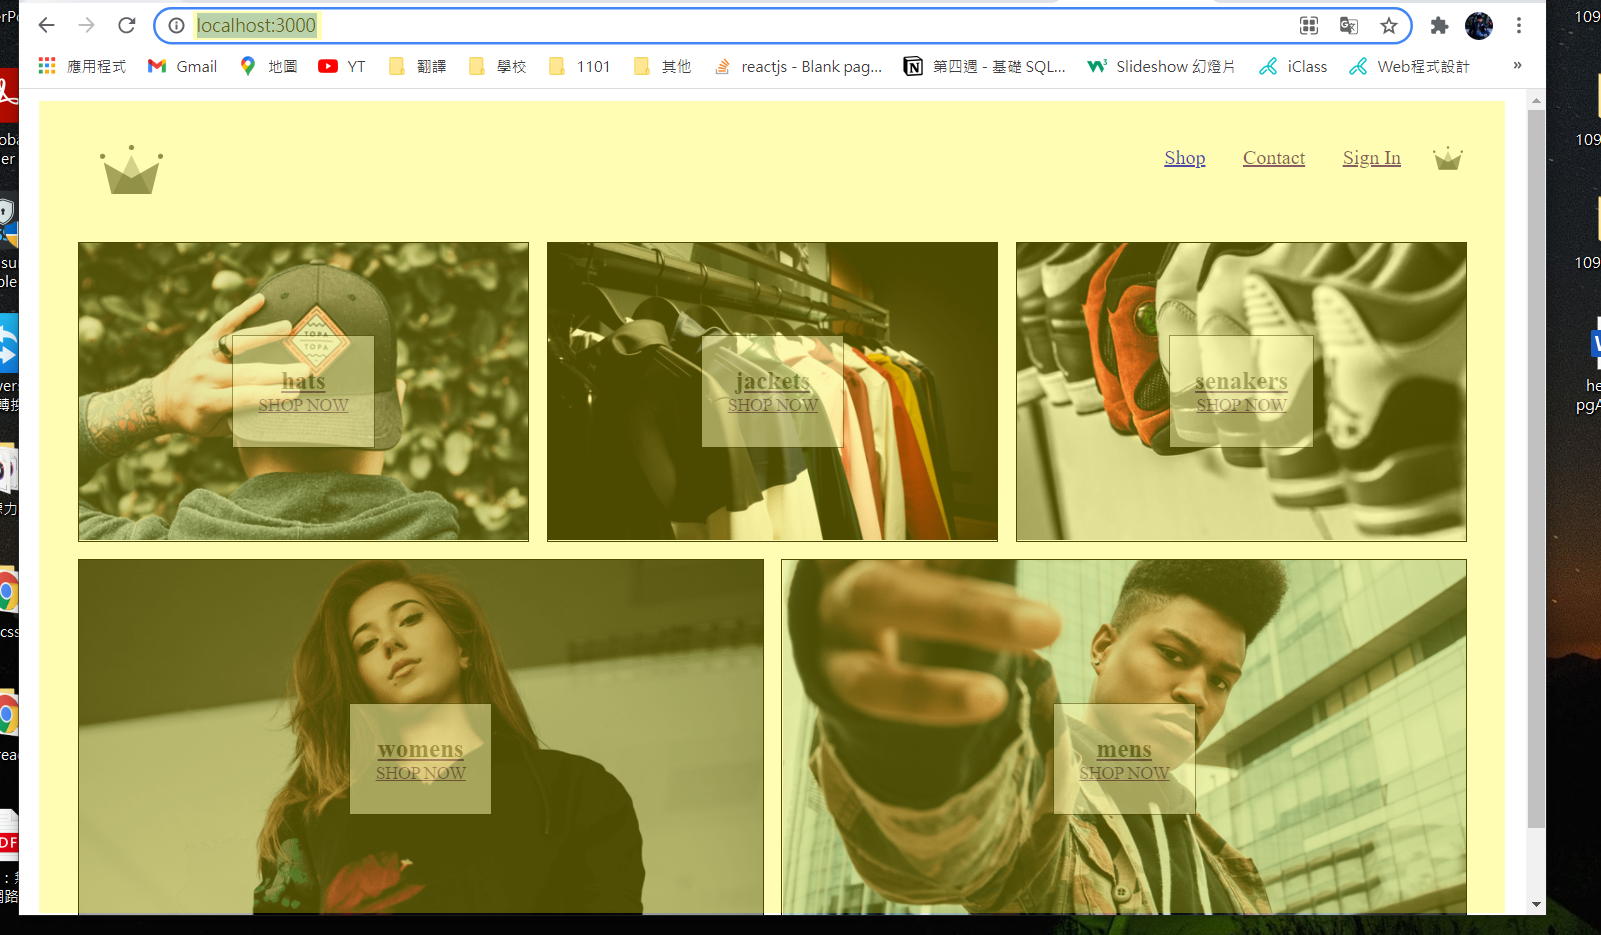 localhost:3000
應用程式 Gmail 地圖 YT 翻譯 學校 1101 其他 reactjs - Blank pag... 第四週 - 基礎 SQL... Slideshow 幻燈片 iClass Web程式設計 »
Shop Contact Sign In
TOPA
TOPA
hats
SHOP NOW
jackets
SHOP NOW
senakers
SHOP NOW
womens
SHOP NOW
mens
SHOP NOW
109
109
109
he
pgA